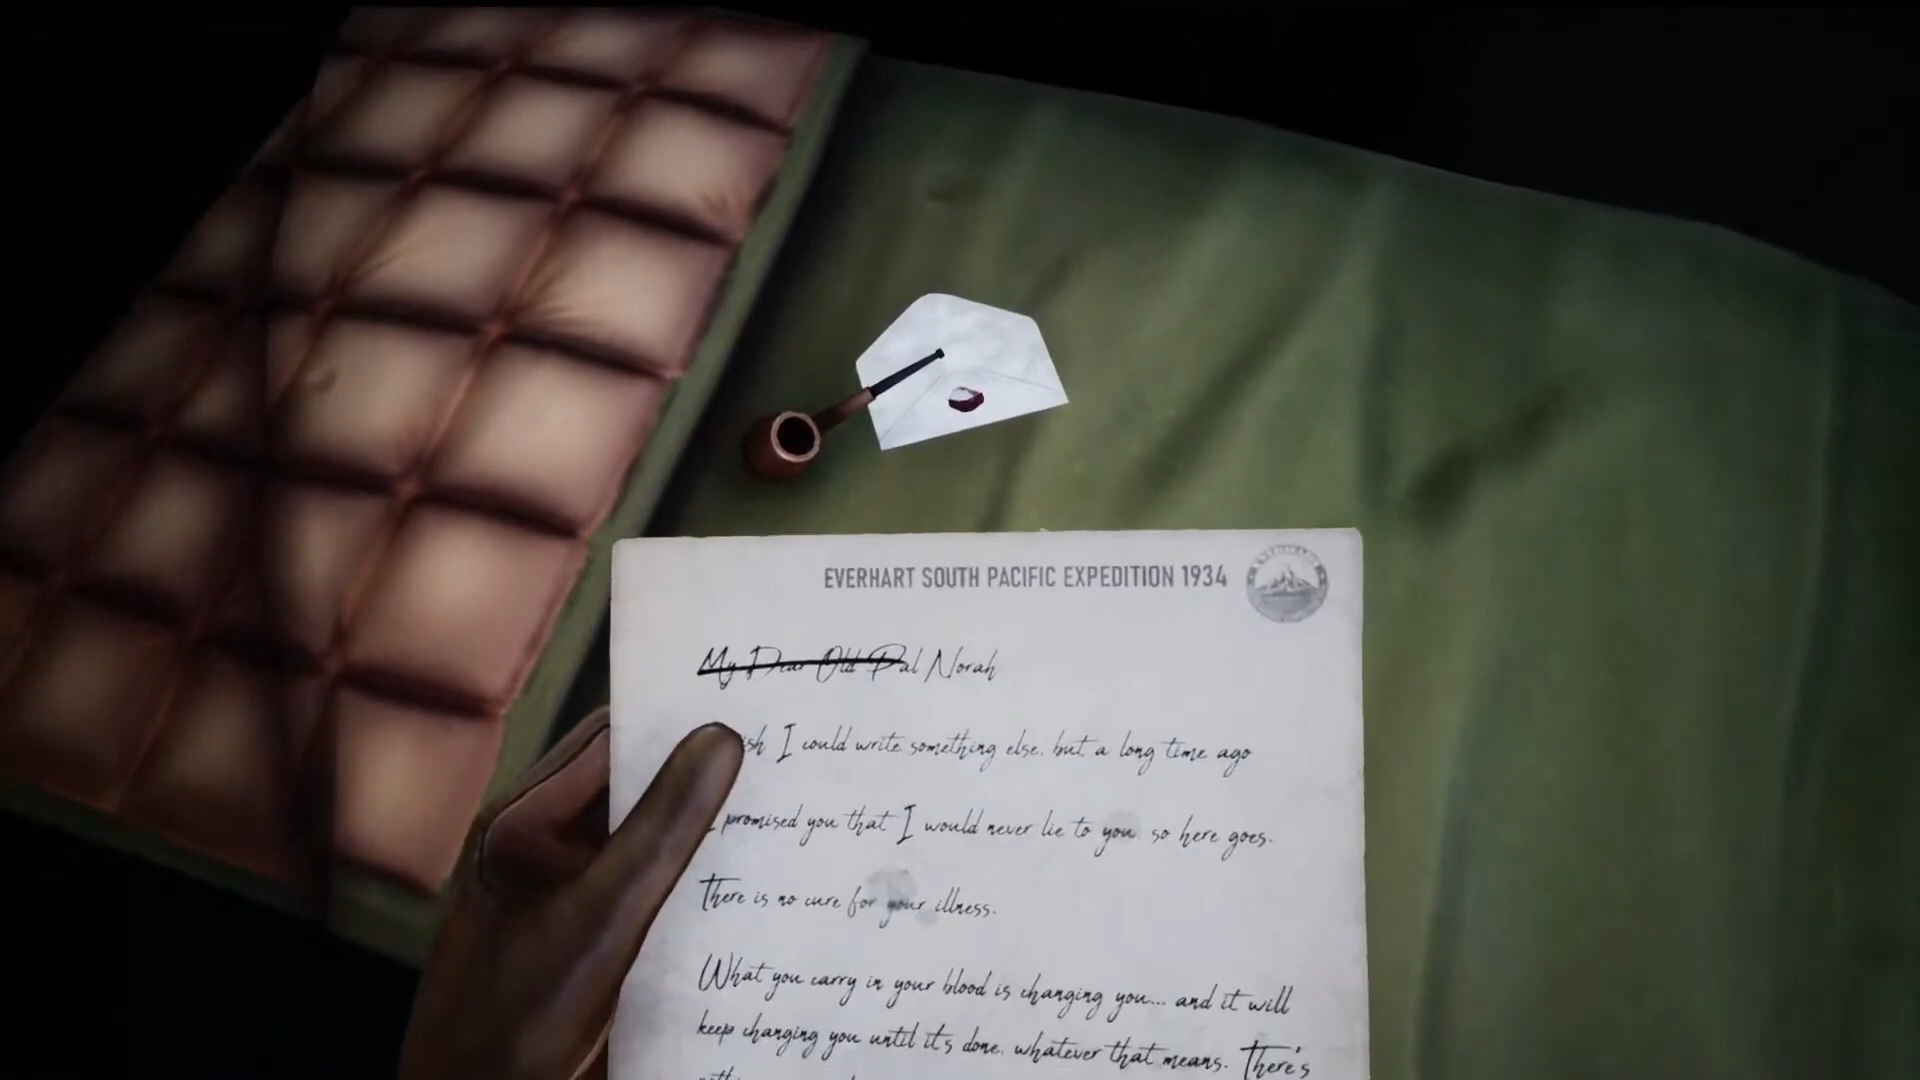 EVERHART SOUTH PACIFIC EXPEDITION 1934
My Dear Old Pal Norah
I could write something else, but a long time ago
I promised you that I would never lie to you, so here goes.
There is no cure for your illness.
What you carry in your blood is changing you... and it will
keep changing you until it's done, whatever that means. There's